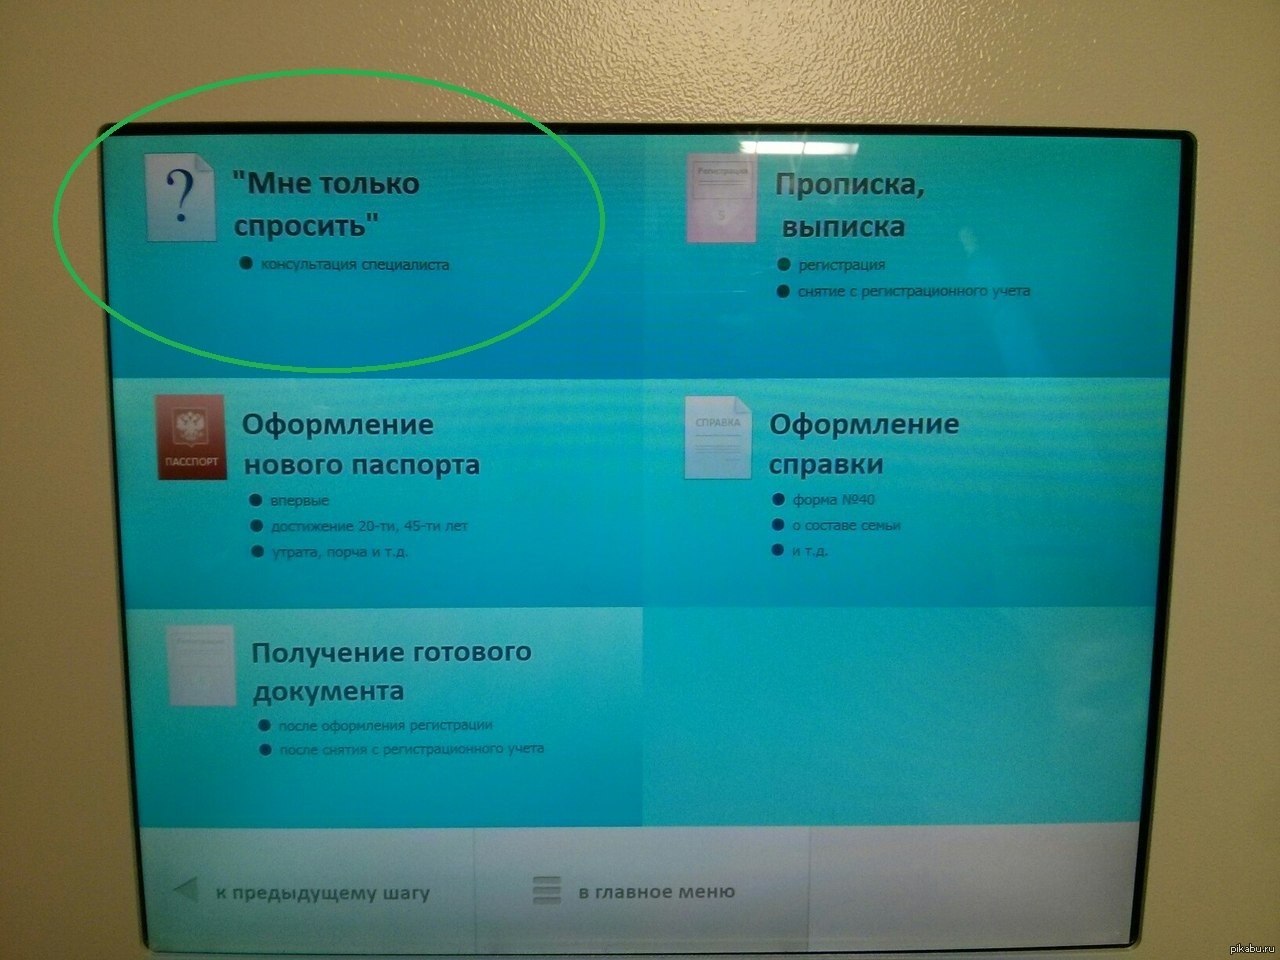 ?
"Мне только
спросить"
консультация специалиста
Регистрация
5
Прописка,
выписка
регистрация
снятие с регистрационного учета
ПАССПОРТ
Оформление
нового паспорта
впервые
достижение 20-ти, 45-ти лет
утрата, порча и т.д.
СПРАВКА
Оформление
справки
форма №40
о составе семьи
и т.д.
Получение готового
документа
после оформления регистрации
после снятия с регистрационного учета
к предыдущему шагу
в главное меню
pikabu.ru